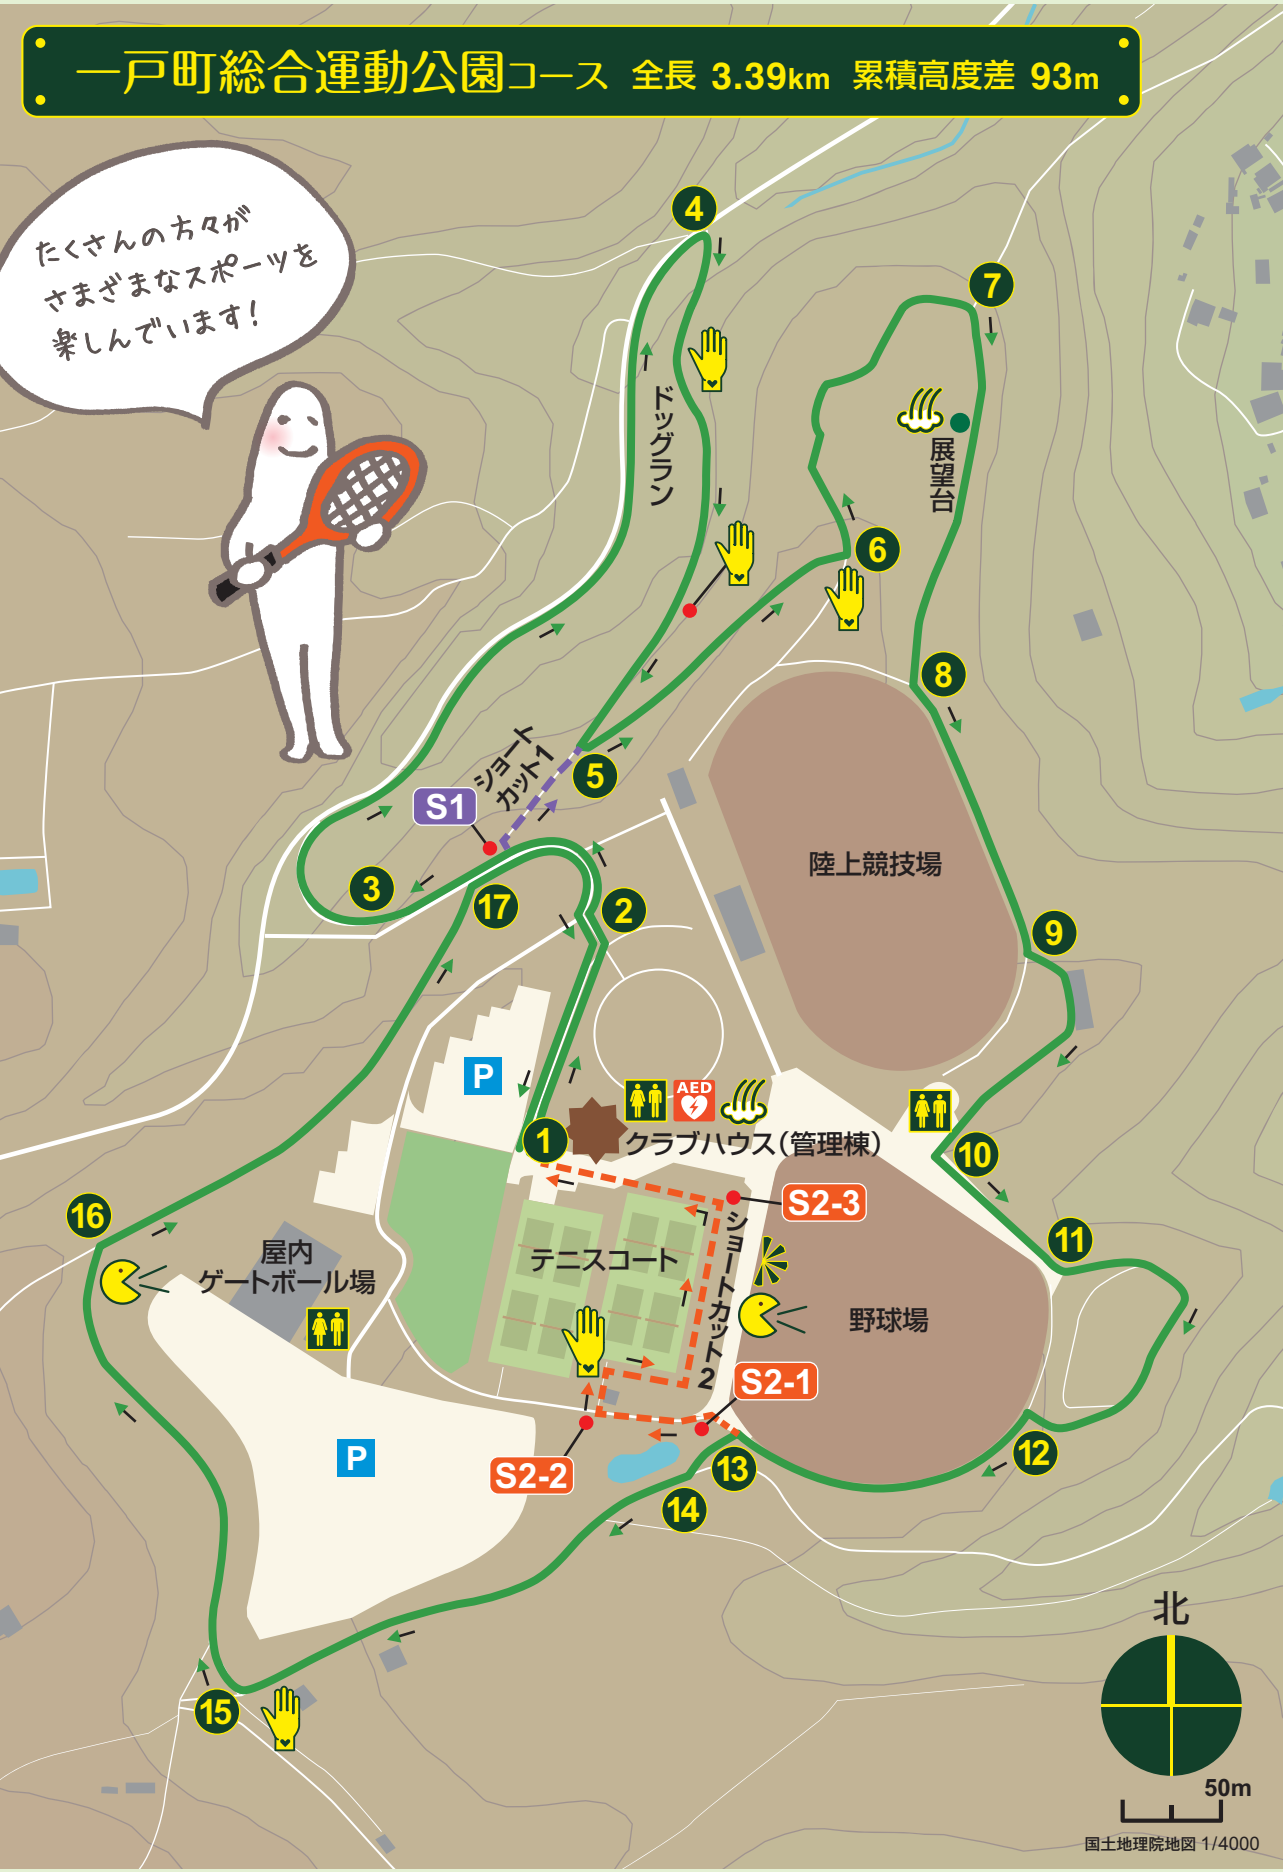 一戸町総合運動公園コース 全長 3.39km 累積高度差 93m
たくさんの方々が
さまざまなスポーツを
楽しんでいます!
4
7
ドッグラン
展望台
6
8
ショート
カット1
5
S1
陸上競技場
3
17
2
9
P
AED
1
クラブハウス(管理棟)
10
S2-3
16
11
屋内
ゲートボール場
テニスコート
ショートカット2
野球場
S2-1
P
S2-2
13
12
14
15
北
50m
国土地理院地図 1/4000